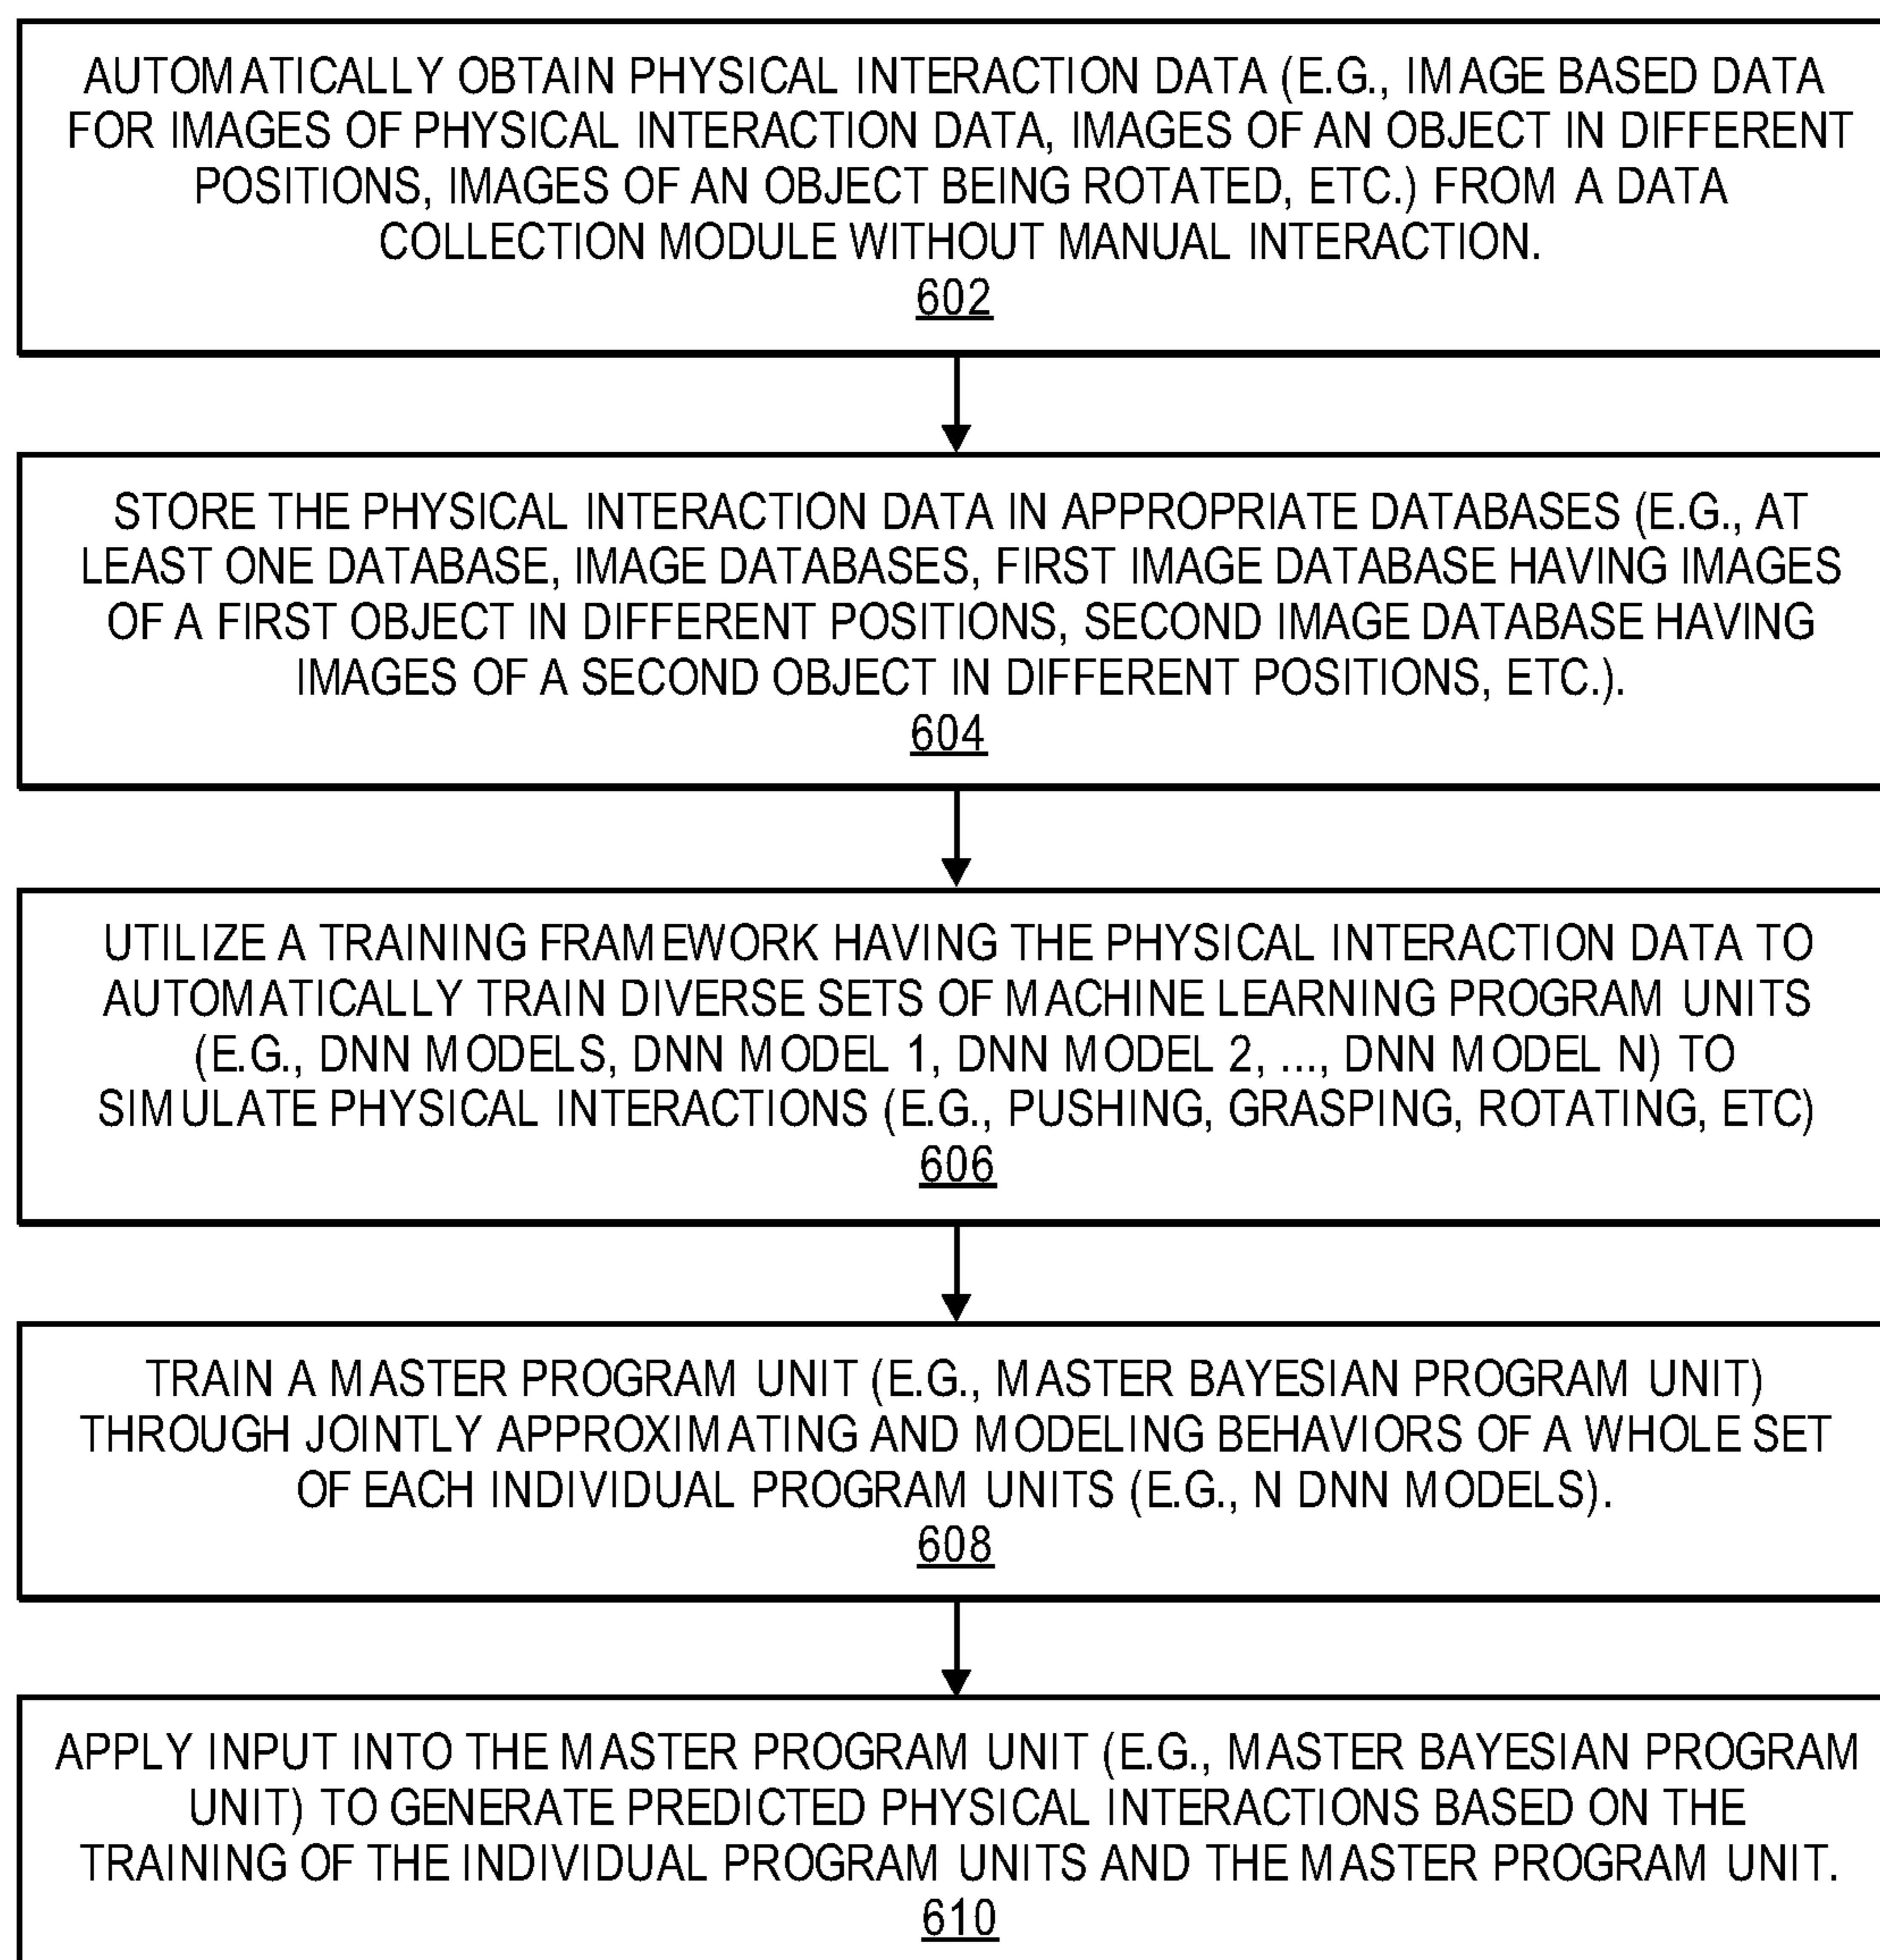 AUTOMATICALLY OBTAIN PHYSICAL INTERACTION DATA (E.G., IMAGE BASED DATA
FOR IMAGES OF PHYSICAL INTERACTION DATA, IMAGES OF AN OBJECT IN DIFFERENT
POSITIONS, IMAGES OF AN OBJECT BEING ROTATED, ETC.) FROM A DATA
COLLECTION MODULE WITHOUT MANUAL INTERACTION.
602
STORE THE PHYSICAL INTERACTION DATA IN APPROPRIATE DATABASES (E.G., AT
LEAST ONE DATABASE, IMAGE DATABASES, FIRST IMAGE DATABASE HAVING IMAGES
OF A FIRST OBJECT IN DIFFERENT POSITIONS, SECOND IMAGE DATABASE HAVING
IMAGES OF A SECOND OBJECT IN DIFFERENT POSITIONS, ETC.).
604
UTILIZE A TRAINING FRAMEWORK HAVING THE PHYSICAL INTERACTION DATA TO
AUTOMATICALLY TRAIN DIVERSE SETS OF MACHINE LEARNING PROGRAM UNITS
(E.G., DNN MODELS, DNN MODEL 1, DNN MODEL 2, ..., DNN MODEL N) TO
SIMULATE PHYSICAL INTERACTIONS (E.G., PUSHING, GRASPING, ROTATING, ETC)
606
TRAIN A MASTER PROGRAM UNIT (E.G., MASTER BAYESIAN PROGRAM UNIT)
THROUGH JOINTLY APPROXIMATING AND MODELING BEHAVIORS OF A WHOLE SET
OF EACH INDIVIDUAL PROGRAM UNITS (E.G., N DNN MODELS).
608
APPLY INPUT INTO THE MASTER PROGRAM UNIT (E.G., MASTER BAYESIAN PROGRAM
UNIT) TO GENERATE PREDICTED PHYSICAL INTERACTIONS BASED ON THE
TRAINING OF THE INDIVIDUAL PROGRAM UNITS AND THE MASTER PROGRAM UNIT.
610